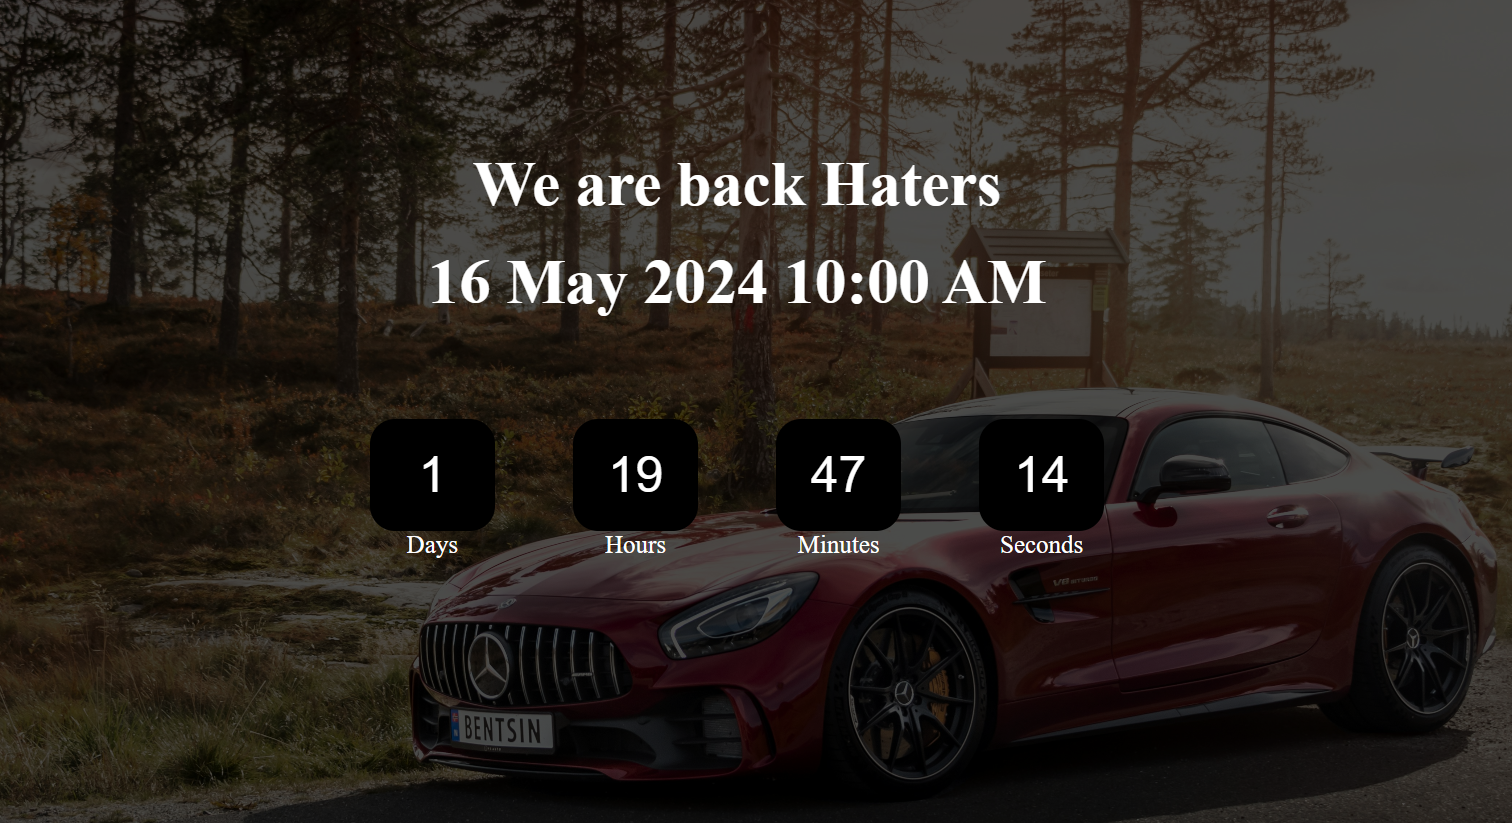 We are back Haters
16 May 2024 10:00 AM
1 19 47 14
Days Hours Minutes Seconds
BENTSIN